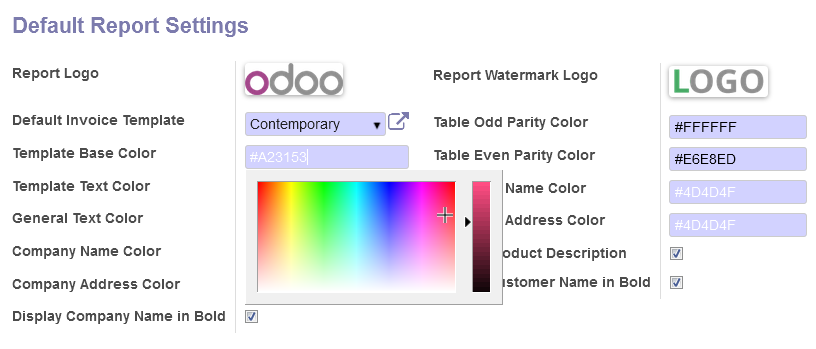 Default Report Settings
Report Logo
odoo
Default Invoice Template
Contemporary
Template Base Color
#A23153
Template Text Color
General Text Color
Company Name Color
Company Address Color
Display Company Name in Bold
Report Watermark Logo
LOGO
Table Odd Parity Color
#FFFFFF
Table Even Parity Color
#E6E8ED
Name Color
#4D4D4F
Address Color
#4D4D4F
oduct Description
ustomer Name in Bold